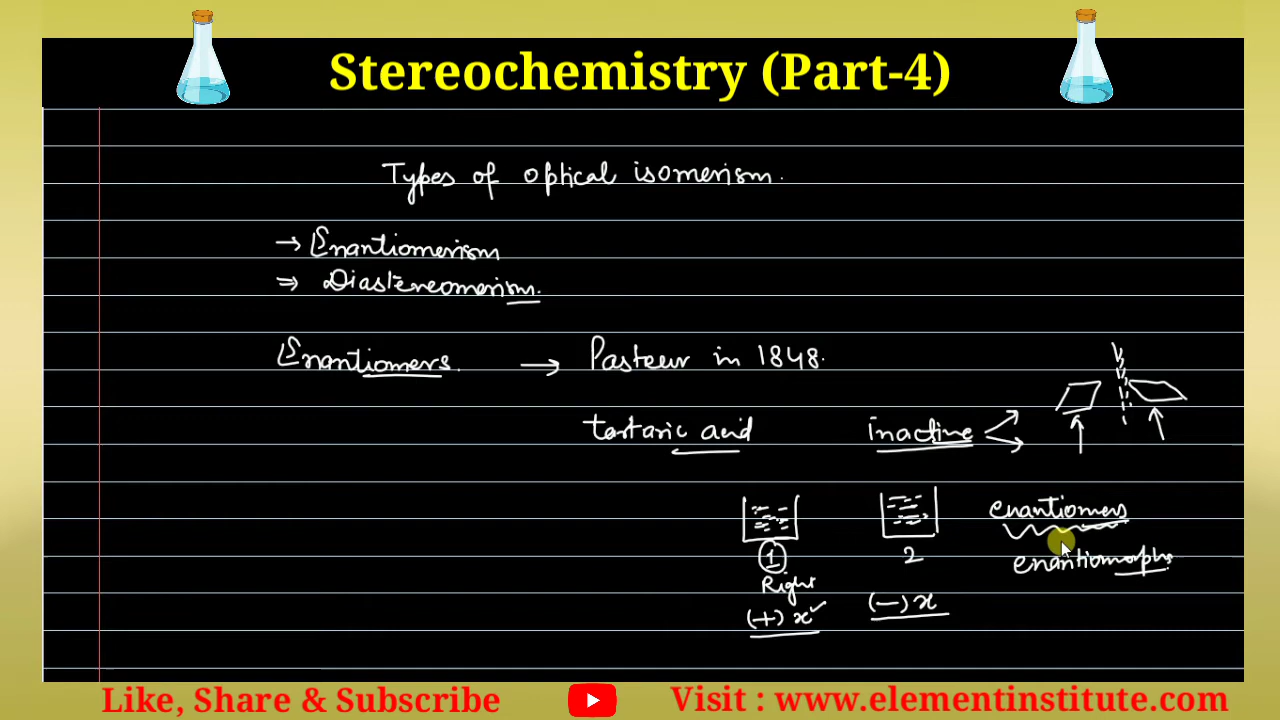 Stereochemistry (Part-4)
Types of optical isomerism.
→ Enantiomerism
⇒ Diastereomerism.
Enantiomers. → Pasteur in 1848.
tartaric acid inactive
enantiomers
1 2 enantiomorphs
Right
(+) x ✓ (−) x
Like, Share & Subscribe Visit : www.elementinstitute.com